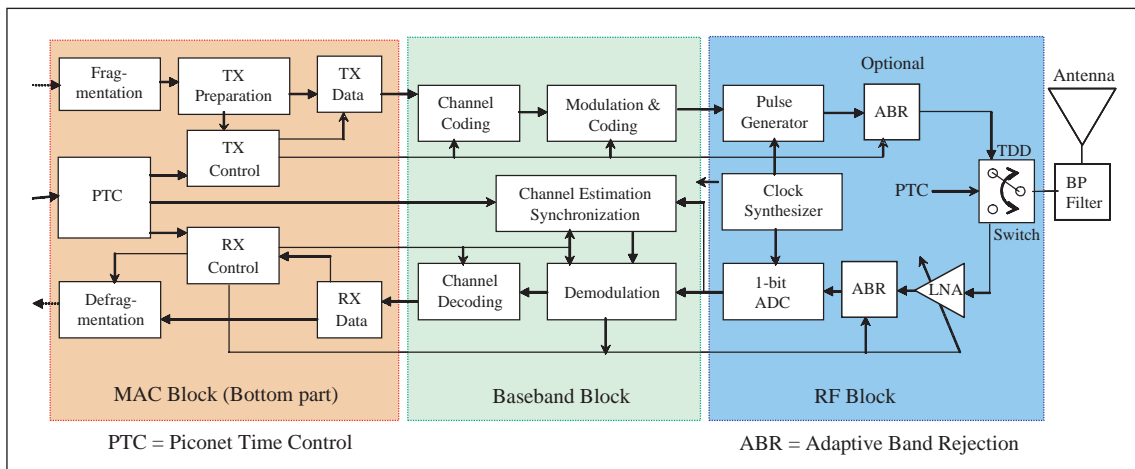 Optional
Antenna
Frag-
mentation
TX
Preparation
TX
Data
Channel
Coding
Modulation &
Coding
Pulse
Generator
ABR
TX
Control
TDD
PTC
Channel Estimation
Synchronization
Clock
Synthesizer
PTC
BP
Filter
Switch
RX
Control
Defrag-
mentation
RX
Data
Channel
Decoding
Demodulation
1-bit
ADC
ABR
LNA
MAC Block (Bottom part)
Baseband Block
RF Block
PTC = Piconet Time Control
ABR = Adaptive Band Rejection